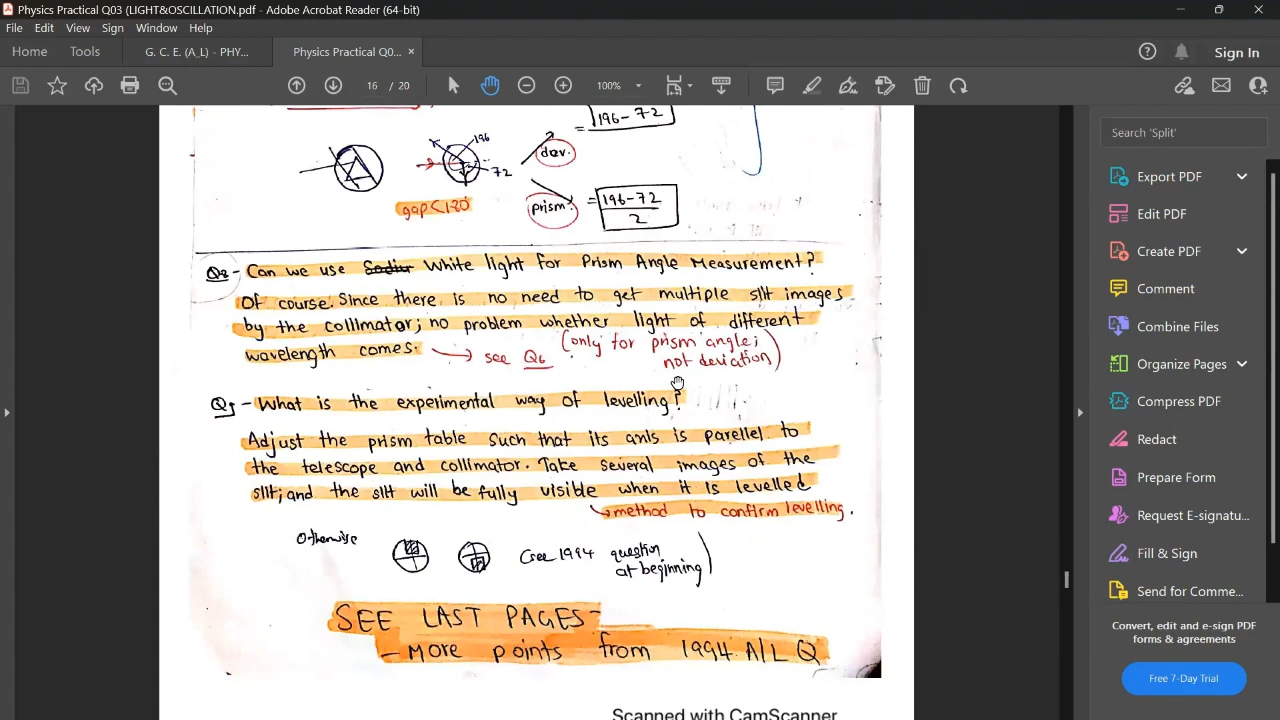 Physics Practical Q03 (LIGHT&OSCILLATION.pdf - Adobe Acrobat Reader (64-bit)
File Edit View Sign Window Help
Home Tools G. C. E. (A_L) - PHY... Physics Practical Q0... × Sign In
16 / 20 100%
Search 'Split'
Export PDF
Edit PDF
Create PDF
Comment
Combine Files
Organize Pages
Compress PDF
Redact
Prepare Form
Request E-signatu...
Fill & Sign
Send for Comme...
Convert, edit and e-sign PDF
forms & agreements
Free 7-Day Trial
= 196-72
196
72
dev.
gap<180
prism. = 196-72
2
Q8 - Can we use Sodiur White light for Prism Angle Measurement?
Of course. Since there is no need to get multiple slit images
by the collimator; no problem whether light of different
wavelength comes. → see Q6 (only for prism angle;
not deviation)
Q9 - What is the experimental way of levelling?
Adjust the prism table such that its axis is parellel to
the telescope and collimator. Take several images of the
slit; and the slit will be fully visible when it is levelled
→ method to confirm levelling.
Otherwise (see 1994 question
at beginning)
SEE LAST PAGES-
- More points from 1994 A/L Q
Scanned with CamScanner